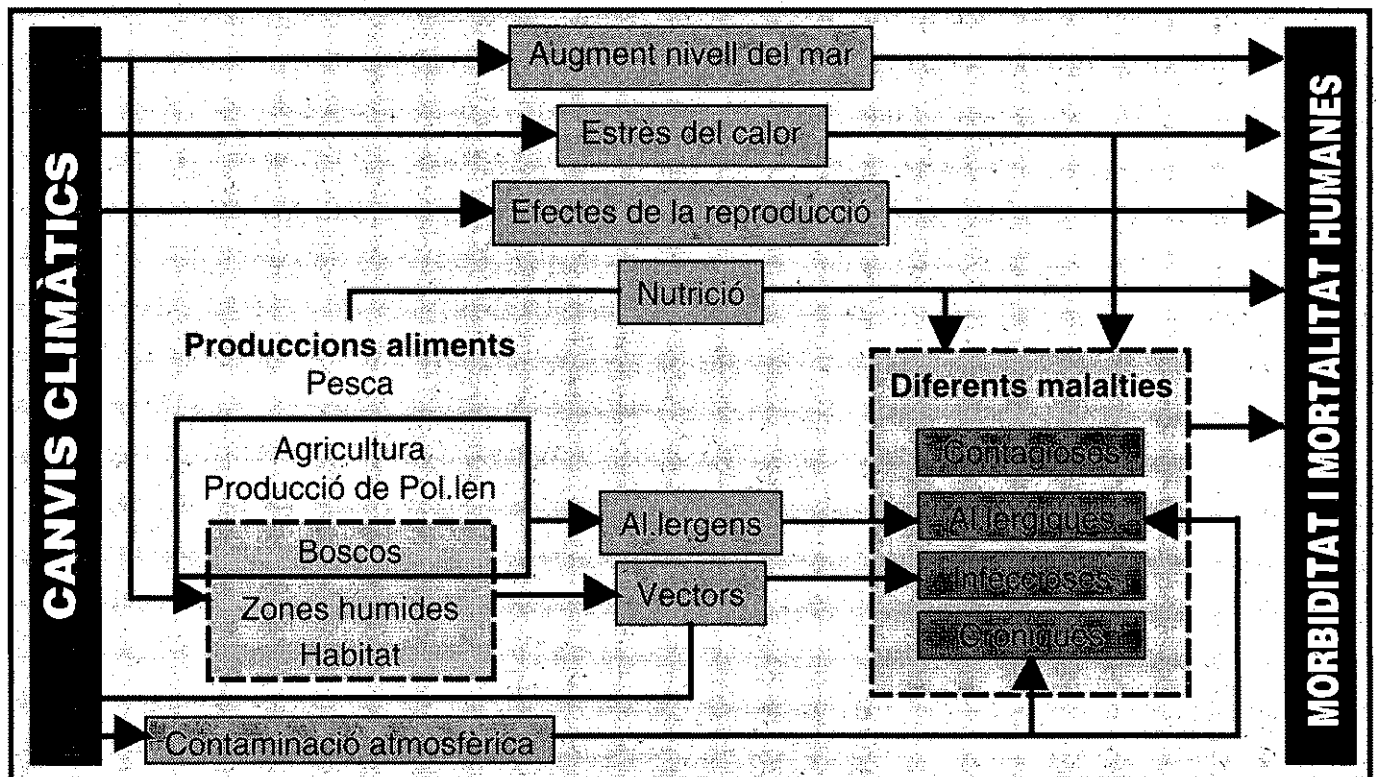 CANVIS CLIMÀTICS
Augment nivell del mar
Estrès del calor
Efectes de la reproducció
Nutrició
Produccions aliments
Pesca
Agricultura
Producció de Pol.len
Boscos
Zones humides
Habitat
Al.lergens
Vectors
Contaminació atmosfèrica
Diferents malalties
Contagioses
Al.lergiques
Infeccioses
Cròniques
MORBIDITAT I MORTALITAT HUMANES